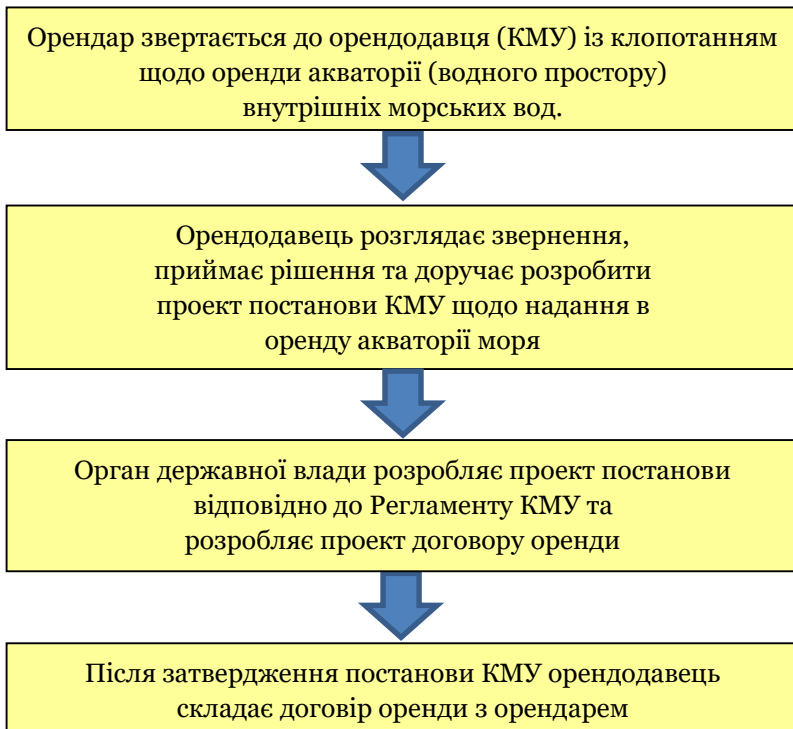 Орендар звертається до орендодавця (КМУ) із клопотанням
щодо оренди акваторії (водного простору)
внутрішніх морських вод.
Орендодавець розглядає звернення,
приймає рішення та доручає розробити
проект постанови КМУ щодо надання в
оренду акваторії моря
Орган державної влади розробляє проект постанови
відповідно до Регламенту КМУ та
розробляє проект договору оренди
Після затвердження постанови КМУ орендодавець
складає договір оренди з орендарем